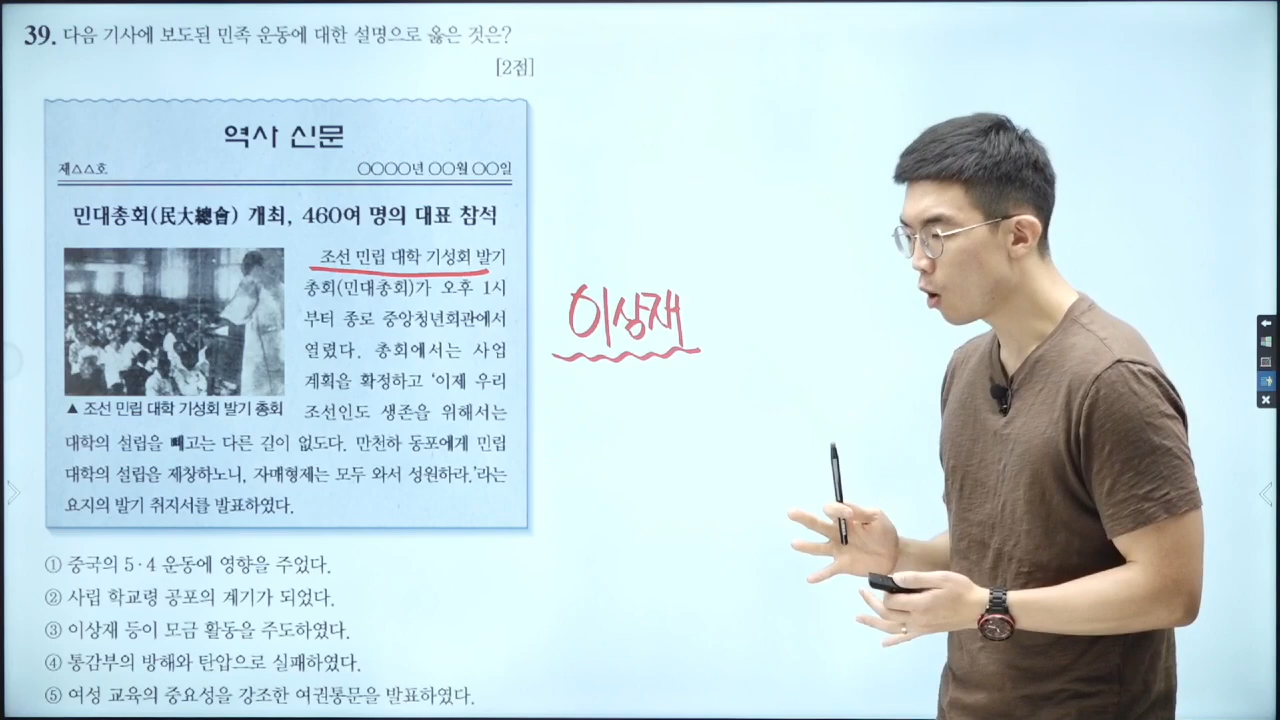 39. 다음 기사에 보도된 민족 운동에 대한 설명으로 옳은 것은?
[2점]
역사 신문
제△△호 ○○○○년 ○○월 ○○일
민대총회(民大總會) 개최, 460여 명의 대표 참석
조선 민립 대학 기성회 발기
총회(민대총회)가 오후 1시
부터 종로 중앙청년회관에서
열렸다. 총회에서는 사업
계획을 확정하고 ‘이제 우리
조선인도 생존을 위해서는
▲ 조선 민립 대학 기성회 발기 총회
대학의 설립을 빼고는 다른 길이 없도다. 만천하 동포에게 민립
대학의 설립을 제창하노니, 자매형제는 모두 와서 성원하라.’라는
요지의 발기 취지서를 발표하였다.
이상재
① 중국의 5·4 운동에 영향을 주었다.
② 사립 학교령 공포의 계기가 되었다.
③ 이상재 등이 모금 활동을 주도하였다.
④ 통감부의 방해와 탄압으로 실패하였다.
⑤ 여성 교육의 중요성을 강조한 여권통문을 발표하였다.